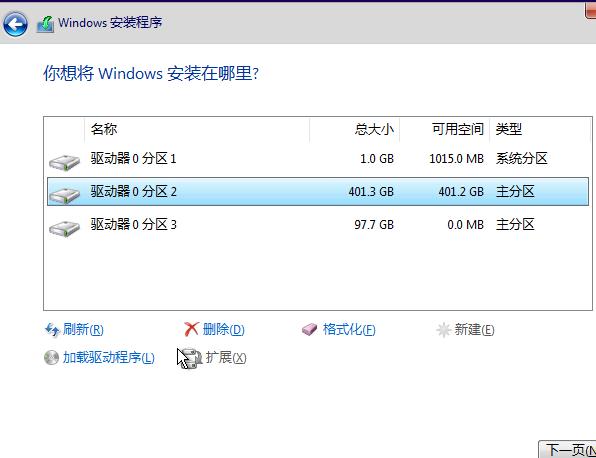 Windows 安装程序
你想将 Windows 安装在哪里?
名称 总大小 可用空间 类型
驱动器 0 分区 1 1.0 GB 1015.0 MB 系统分区
驱动器 0 分区 2 401.3 GB 401.2 GB 主分区
驱动器 0 分区 3 97.7 GB 0.0 MB 主分区
刷新(R) 删除(D) 格式化(F) 新建(E)
加载驱动程序(L) 扩展(X)
下一页(N